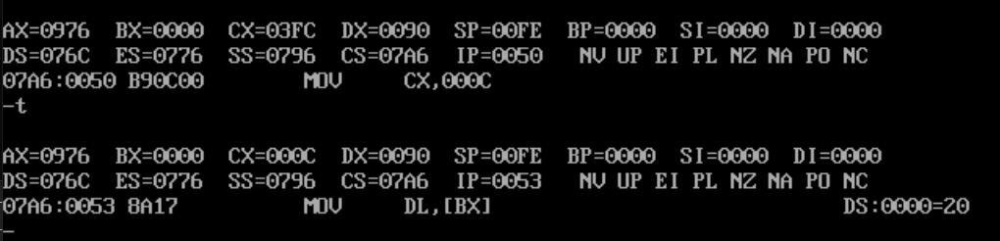 AX=0976 BX=0000 CX=03FC DX=0090 SP=00FE BP=0000 SI=0000 DI=0000
DS=076C ES=0776 SS=0796 CS=07A6 IP=0050 NV UP EI PL NZ NA PO NC
07A6:0050 B90C00 MOV CX,000C
-t
AX=0976 BX=0000 CX=000C DX=0090 SP=00FE BP=0000 SI=0000 DI=0000
DS=076C ES=0776 SS=0796 CS=07A6 IP=0053 NV UP EI PL NZ NA PO NC
07A6:0053 8A17 MOV DL,[BX] DS:0000=20
-